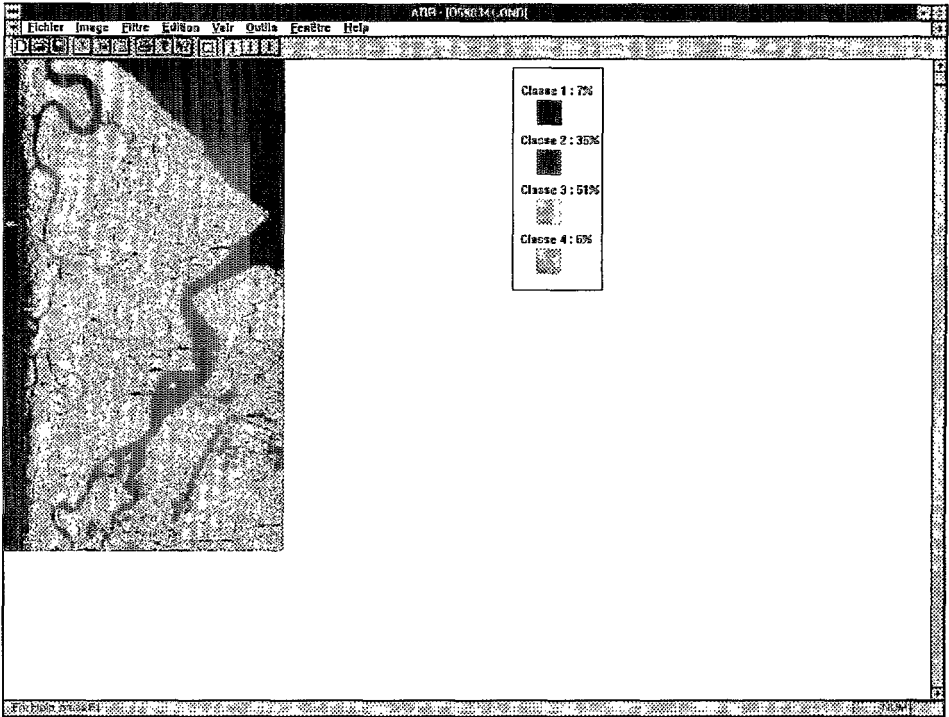 Fichier Image Filtre Edition Voir Outils Fenêtre Help
Classe 1 : 7%
Classe 2 : 35%
Classe 3 : 51%
Classe 4 : 6%